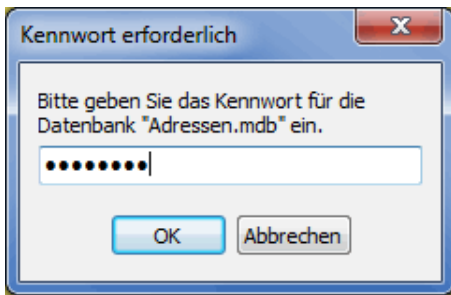 Kennwort erforderlich
Bitte geben Sie das Kennwort für die
Datenbank "Adressen.mdb" ein.
●●●●●●●●
OK
Abbrechen